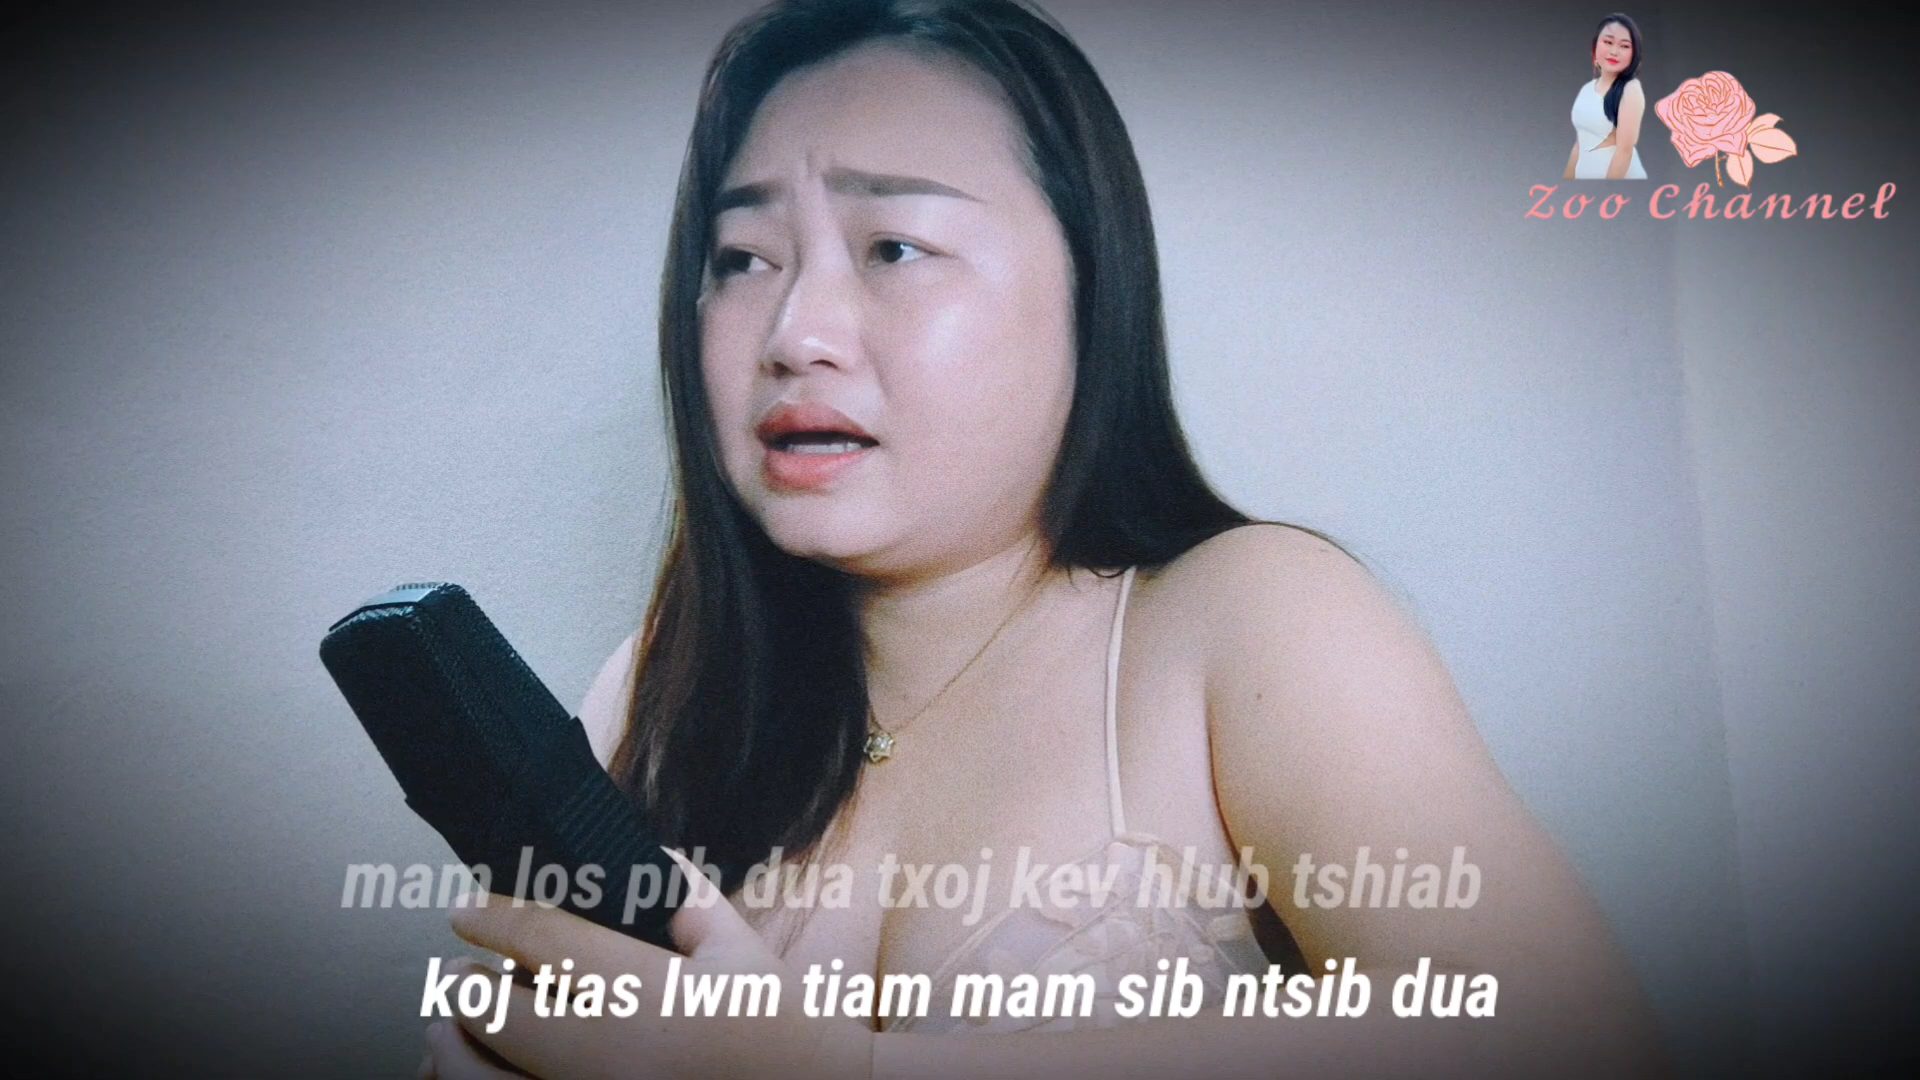 Zoo Channel
mam los pib dua txoj kev hlub tshiab
koj tias lwm tiam mam sib ntsib dua